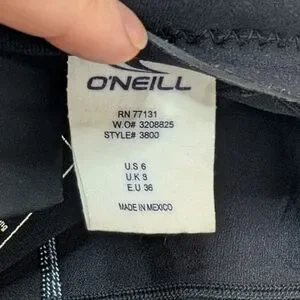 O'NEILL
RN 77131
W.O# 3208825
STYLE# 3800
U.S 6
U.K 8
E.U 36
MADE IN MEXICO